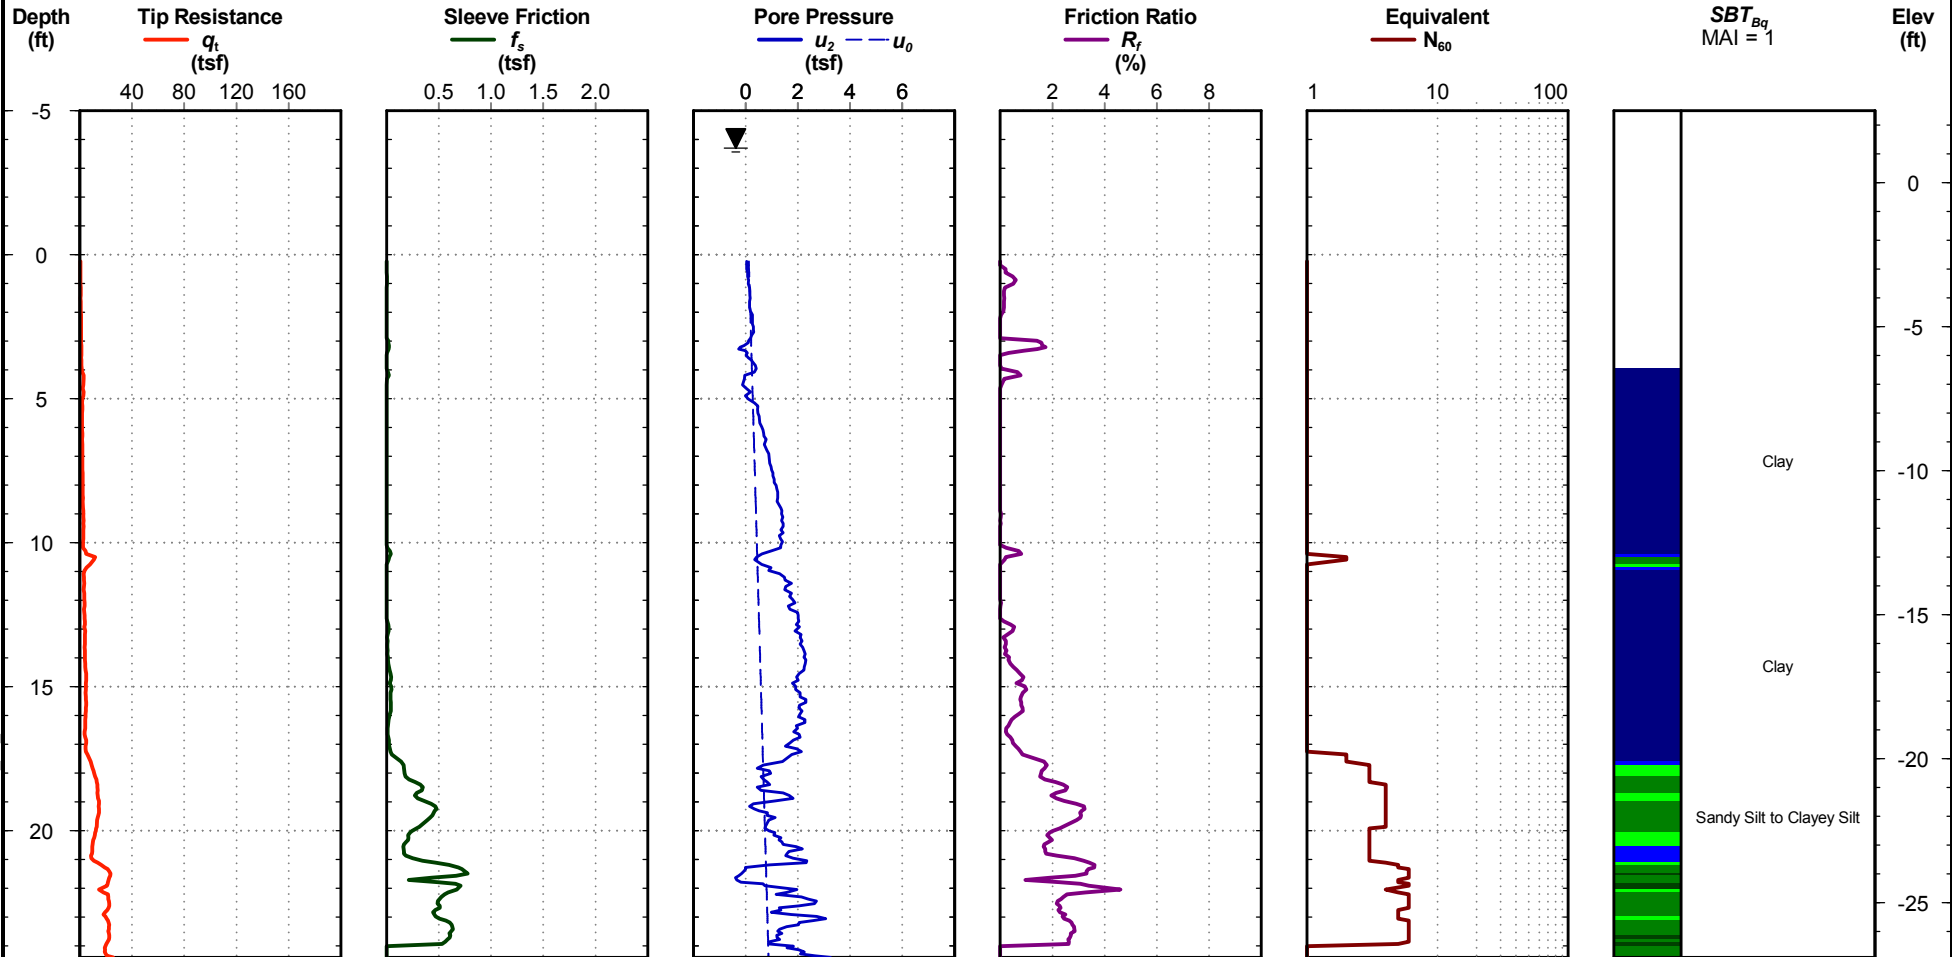 Depth
(ft)
Tip Resistance
qt
(tsf)
40 80 120 160
Sleeve Friction
fs
(tsf)
0.5 1.0 1.5 2.0
Pore Pressure
u2 u0
(tsf)
0 2 4 6
Friction Ratio
Rf
(%)
2 4 6 8
Equivalent
N60
1 10 100
SBTBq
MAI = 1
Elev
(ft)
-5
0
5
10
15
20
Clay
Clay
Sandy Silt to Clayey Silt
0
-5
-10
-15
-20
-25